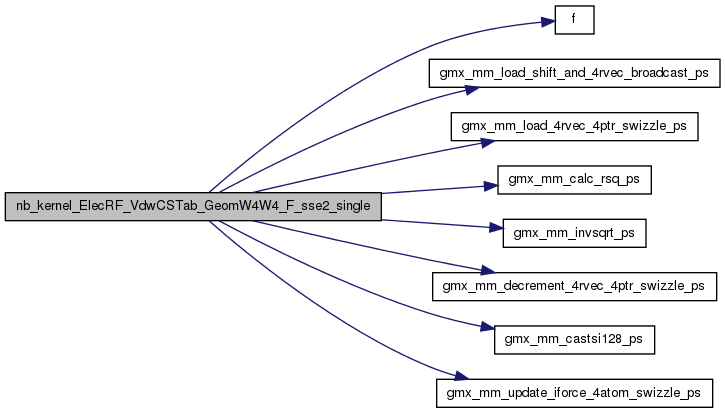 f
gmx_mm_load_shift_and_4rvec_broadcast_ps
gmx_mm_load_4rvec_4ptr_swizzle_ps
gmx_mm_calc_rsq_ps
nb_kernel_ElecRF_VdwCSTab_GeomW4W4_F_sse2_single
gmx_mm_invsqrt_ps
gmx_mm_decrement_4rvec_4ptr_swizzle_ps
gmx_mm_castsi128_ps
gmx_mm_update_iforce_4atom_swizzle_ps